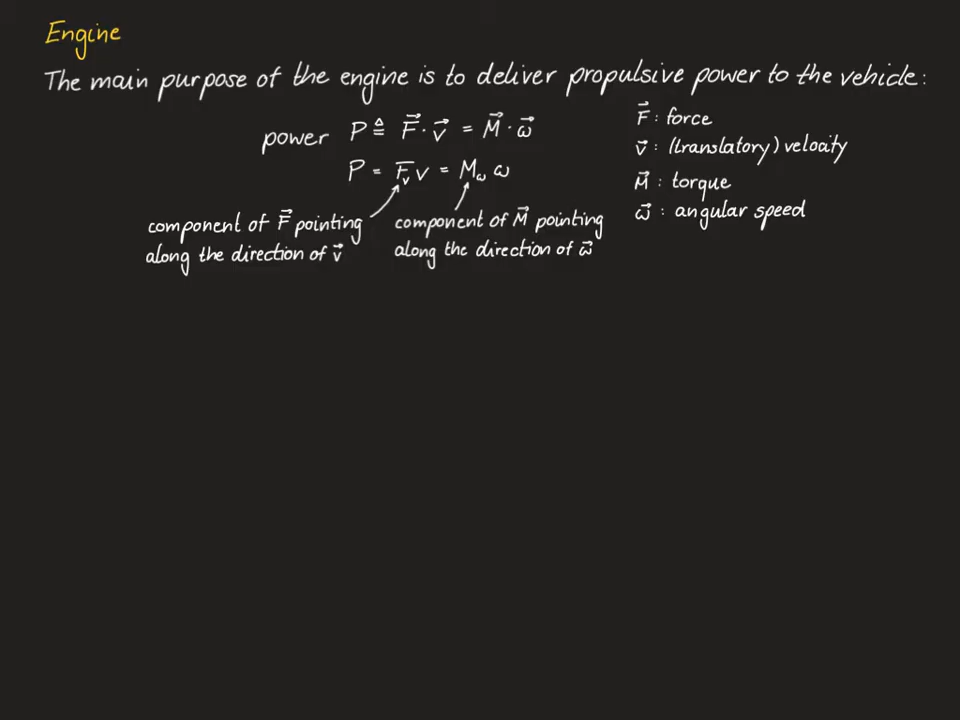 Engine
The main purpose of the engine is to deliver propulsive power to the vehicle:
power P ≜ F⃗ · v⃗ = M⃗ · ω⃗
P = F_v v = M_ω ω
component of F⃗ pointing
along the direction of v⃗
component of M⃗ pointing
along the direction of ω⃗
F⃗ : force
v⃗ : (translatory) velocity
M⃗ : torque
ω⃗ : angular speed